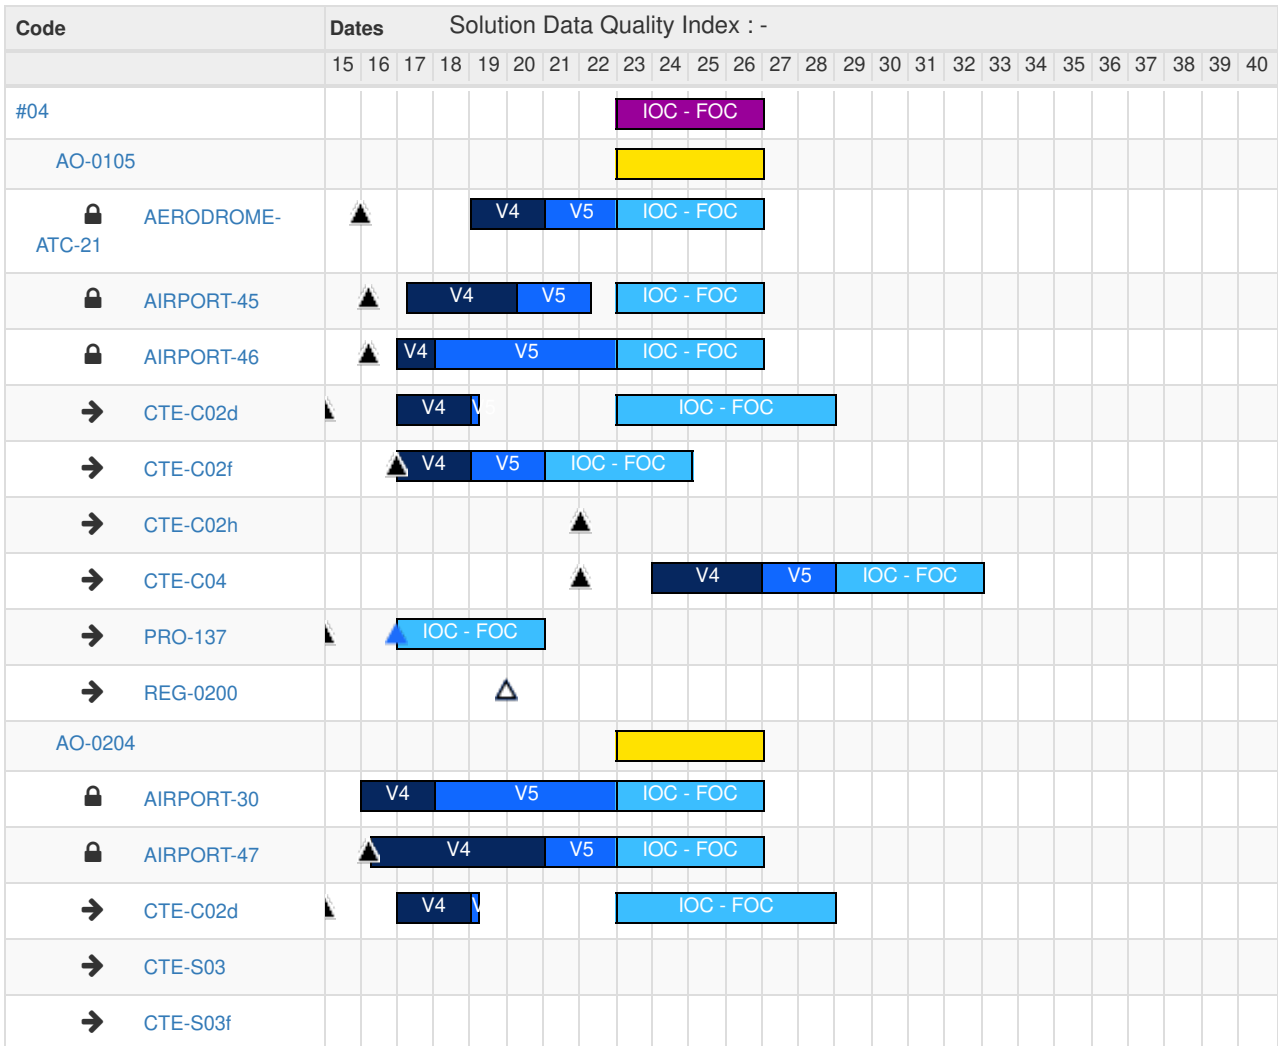 Code Dates Solution Data Quality Index : -
15 16 17 18 19 20 21 22 23 24 25 26 27 28 29 30 31 32 33 34 35 36 37 38 39 40
#04 IOC - FOC
AO-0105
AERODROME- V4 V5 IOC - FOC
ATC-21
AIRPORT-45 V4 V5 IOC - FOC
AIRPORT-46 V4 V5 IOC - FOC
CTE-C02d V4 V5 IOC - FOC
CTE-C02f V4 V5 IOC - FOC
CTE-C02h
CTE-C04 V4 V5 IOC - FOC
PRO-137 IOC - FOC
REG-0200
AO-0204
AIRPORT-30 V4 V5 IOC - FOC
AIRPORT-47 V4 V5 IOC - FOC
CTE-C02d V4 IOC - FOC
CTE-S03
CTE-S03f